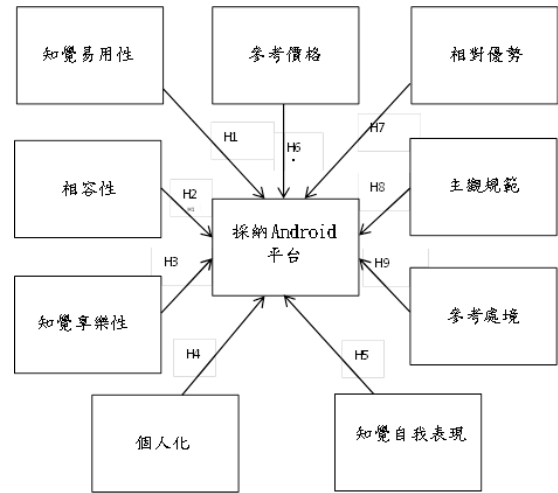 知覺易用性
參考價格
相對優勢
H1
H6
H7
相容性
H2
H8
主觀規範
採納Android
平台
H3
H9
知覺享樂性
參考處境
H4
H5
個人化
知覺自我表現